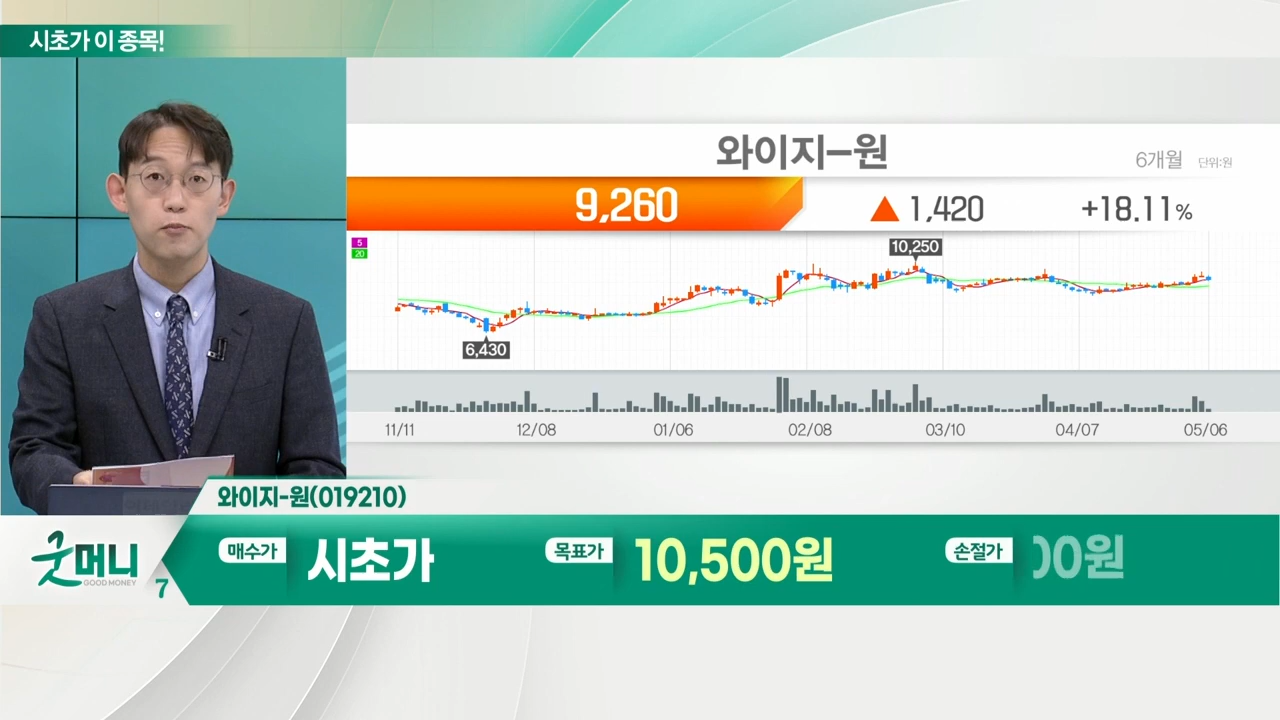 시초가 이 종목!
와이지-원
6개월 단위:원
9,260
▲ 1,420
+18.11%
5
20
10,250
6,430
11/11
12/08
01/06
02/08
03/10
04/07
05/06
와이지-원(019210)
굿머니
GOOD MONEY
7
매수가
시초가
목표가
10,500원
손절가
00원